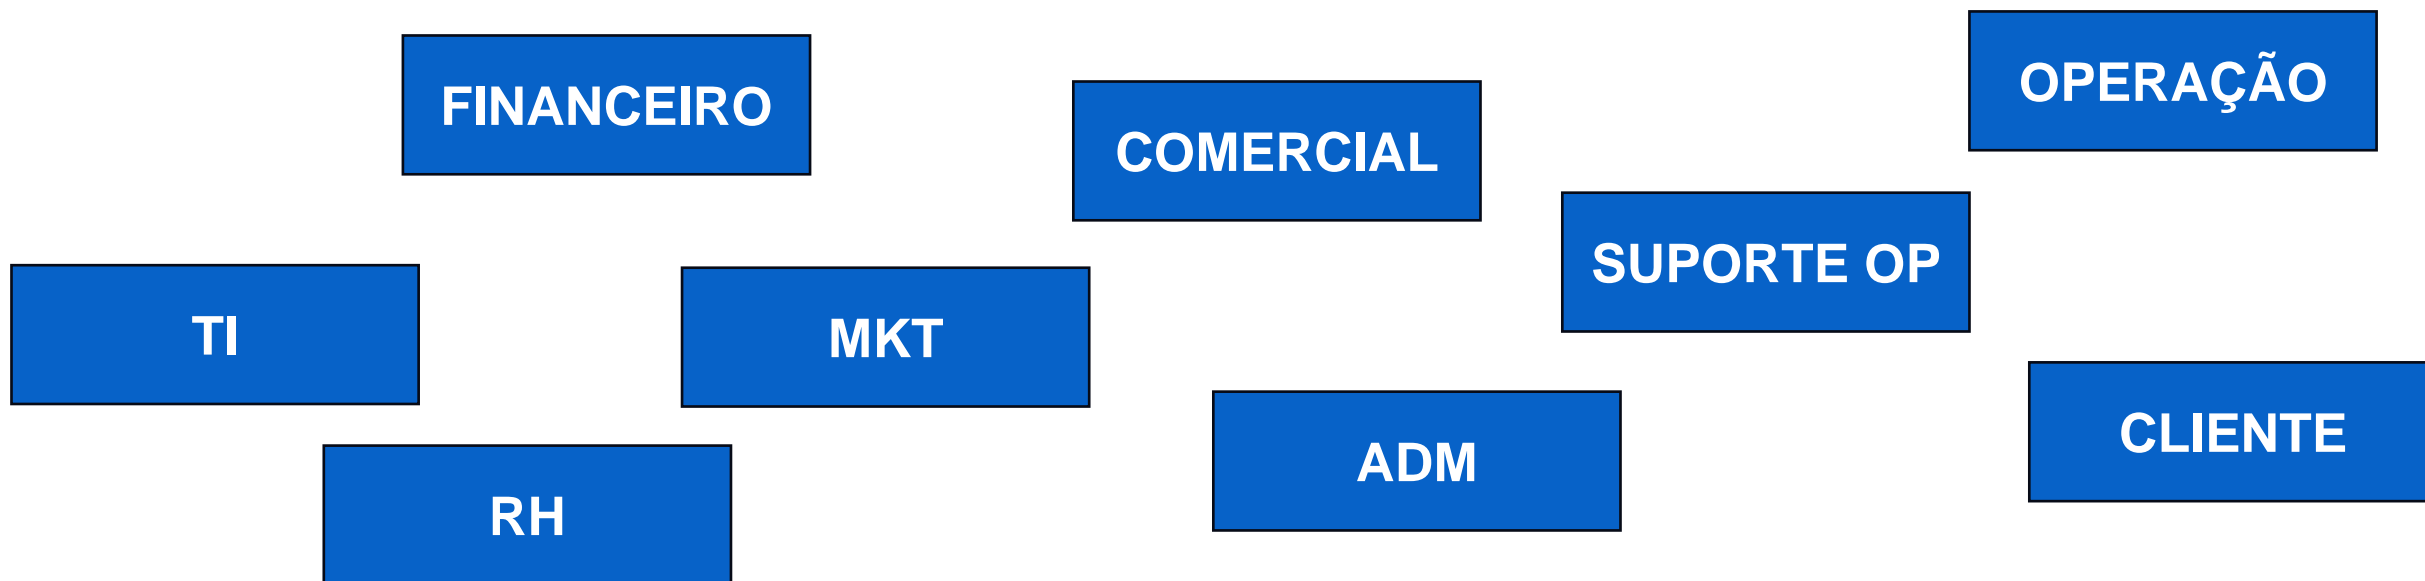 OPERAÇÃO
FINANCEIRO
COMERCIAL
SUPORTE OP
TI
MKT
CLIENTE
ADM
RH